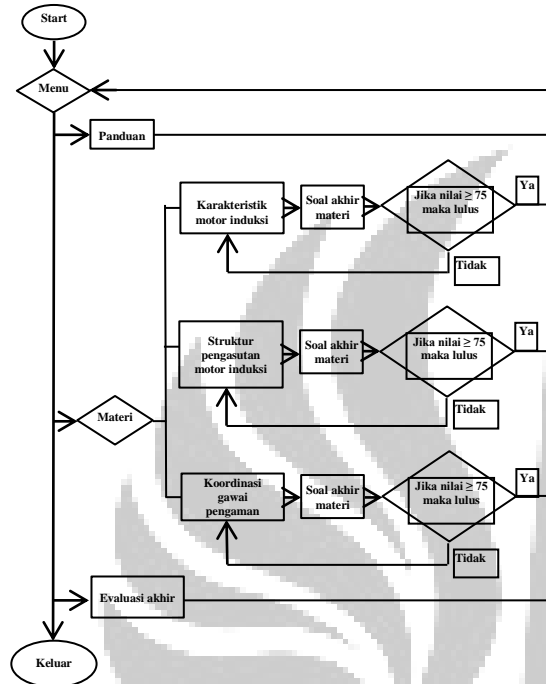 Start
Menu
Panduan
Karakteristik
motor induksi
Soal akhir
materi
Jika nilai ≥ 75
maka lulus
Ya
Tidak
Struktur
pengasutan
motor induksi
Soal akhir
materi
Jika nilai ≥ 75
maka lulus
Ya
Tidak
Materi
Koordinasi
gawai
pengaman
Soal akhir
materi
Jika nilai ≥ 75
maka lulus
Ya
Tidak
Evaluasi akhir
Keluar